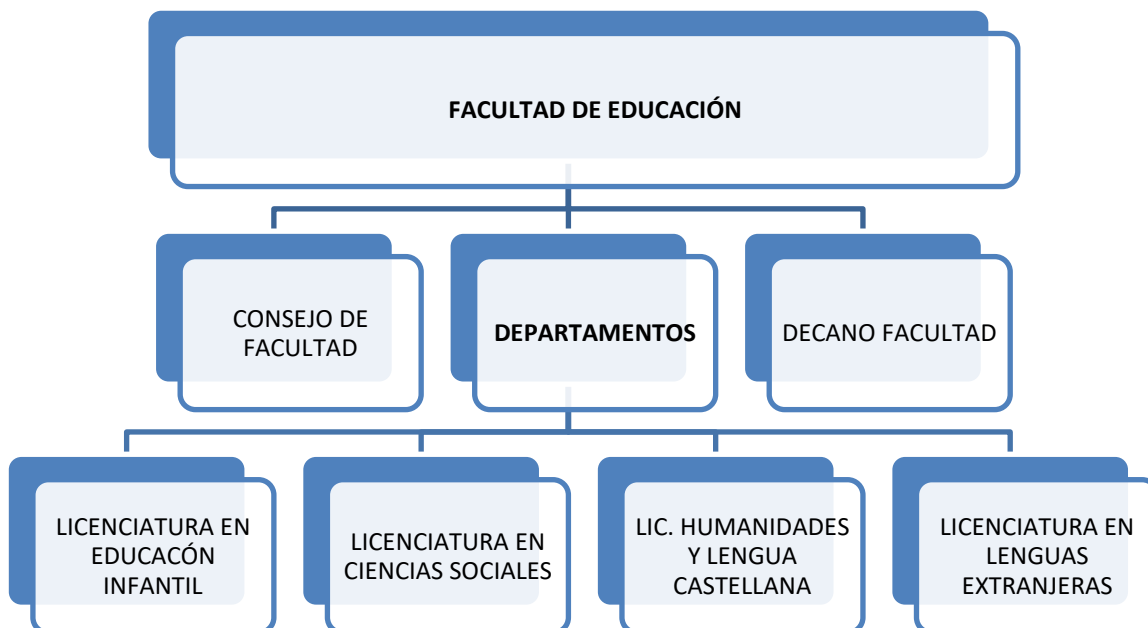 FACULTAD DE EDUCACIÓN
CONSEJO DE
FACULTAD
DEPARTAMENTOS
DECANO FACULTAD
LICENCIATURA EN
EDUCACÓN
INFANTIL
LICENCIATURA EN
CIENCIAS SOCIALES
LIC. HUMANIDADES
Y LENGUA
CASTELLANA
LICENCIATURA EN
LENGUAS
EXTRANJERAS